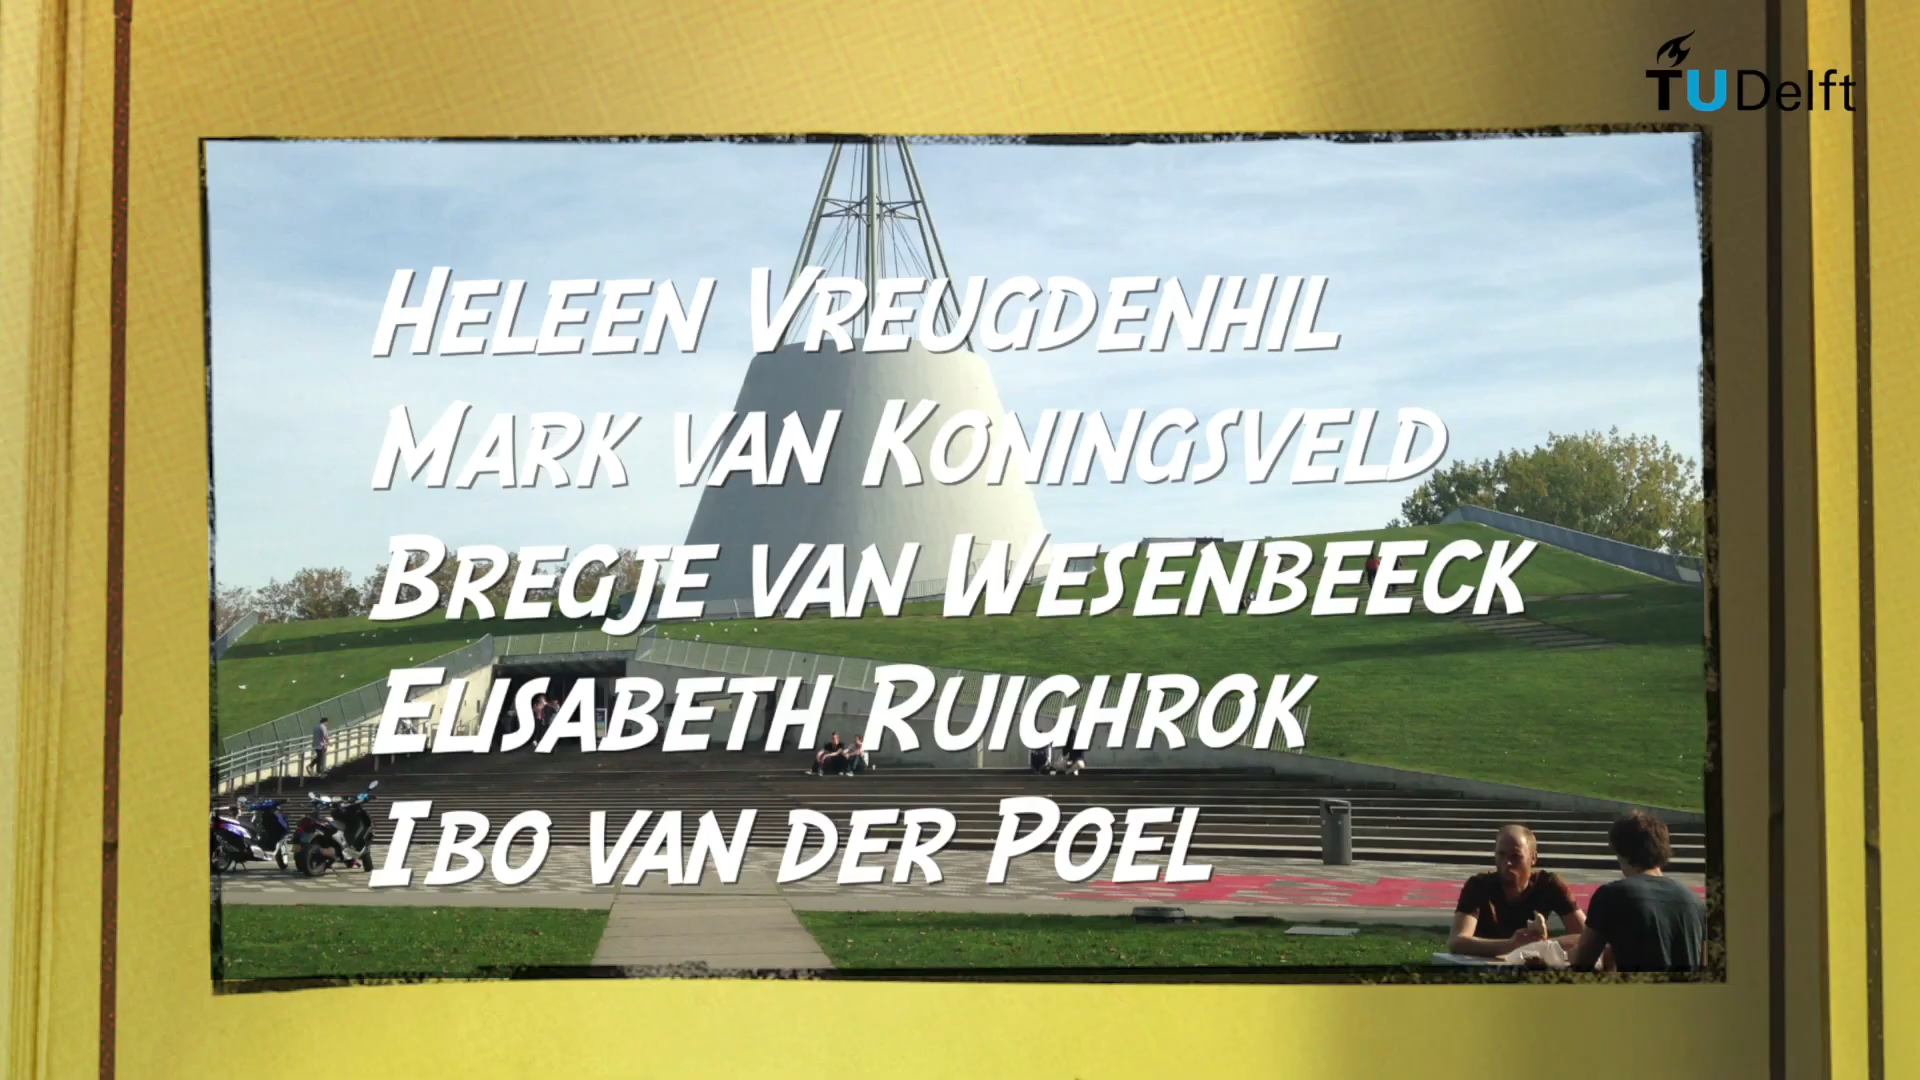 TUDelft
Heleen Vreugdenhil
Mark van Koningsveld
Bregje van Wesenbeeck
Elisabeth Ruighrok
Ibo van der Poel